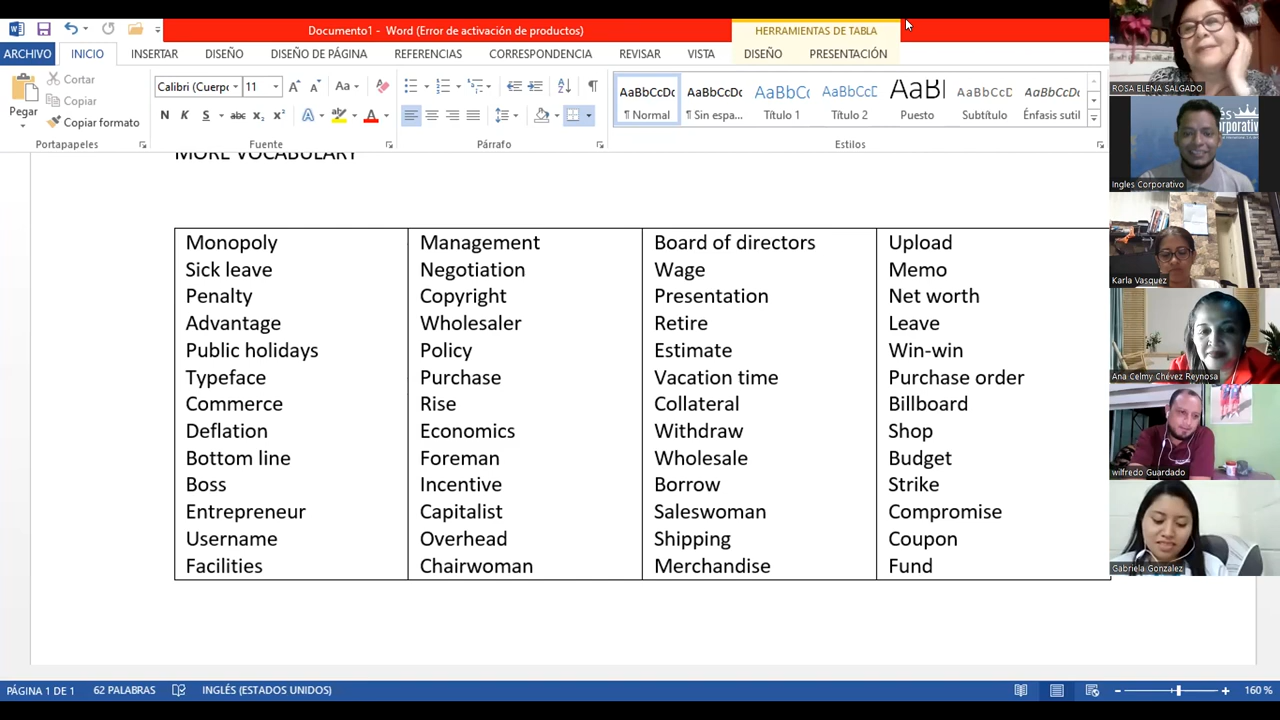 Documento1 - Word (Error de activación de productos)
HERRAMIENTAS DE TABLA
ARCHIVO INICIO INSERTAR DISEÑO DISEÑO DE PÁGINA REFERENCIAS CORRESPONDENCIA REVISAR VISTA DISEÑO PRESENTACIÓN
Pegar
Cortar
Copiar
Copiar formato
Portapapeles
Calibri (Cuerpo 11
Fuente
Párrafo
AaBbCcDc AaBbCcDc AaBbCc AaBbCcD AaBl AaBbCcD AaBbCcDc
¶ Normal ¶ Sin espa... Título 1 Título 2 Puesto Subtítulo Énfasis sutil
Estilos
MORE VOCABULARY
Monopoly Management Board of directors Upload
Sick leave Negotiation Wage Memo
Penalty Copyright Presentation Net worth
Advantage Wholesaler Retire Leave
Public holidays Policy Estimate Win-win
Typeface Purchase Vacation time Purchase order
Commerce Rise Collateral Billboard
Deflation Economics Withdraw Shop
Bottom line Foreman Wholesale Budget
Boss Incentive Borrow Strike
Entrepreneur Capitalist Saleswoman Compromise
Username Overhead Shipping Coupon
Facilities Chairwoman Merchandise Fund
PÁGINA 1 DE 1 62 PALABRAS INGLÉS (ESTADOS UNIDOS) 160 %
ROSA ELENA SALGADO
Ingles Corporativo
Karla Vasquez
Ana Celmy Chévez Reynosa
wilfredo Guardado
Gabriela Gonzalez